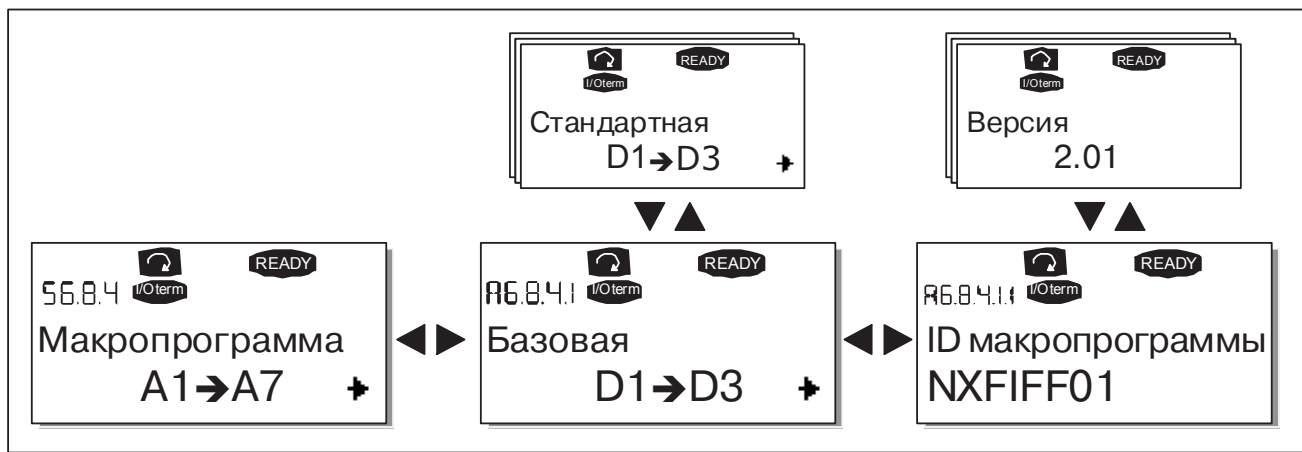 READY
I/Oterm
Стандартная
D1➔D3
READY
I/Oterm
Версия
2.01
READY
S6.8.4 I/Oterm
Макропрограмма
A1➔A7
READY
A6.8.4.1 I/Oterm
Базовая
D1➔D3
READY
A6.8.4.1.1 I/Oterm
ID макропрограммы
NXFIFF01